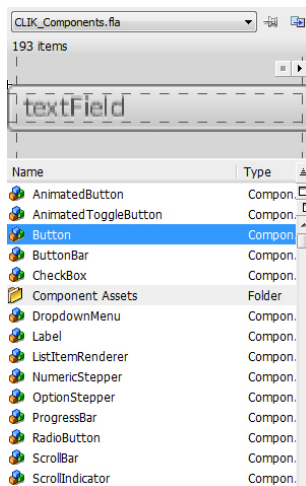 CLIK_Components.fla
193 items
textField
Name Type
AnimatedButton Compon.
AnimatedToggleButton Compon.
Button Compon.
ButtonBar Compon.
CheckBox Compon.
Component Assets Folder
DropdownMenu Compon.
Label Compon.
ListItemRenderer Compon.
NumericStepper Compon.
OptionStepper Compon.
ProgressBar Compon.
RadioButton Compon.
ScrollBar Compon.
ScrollIndicator Compon.